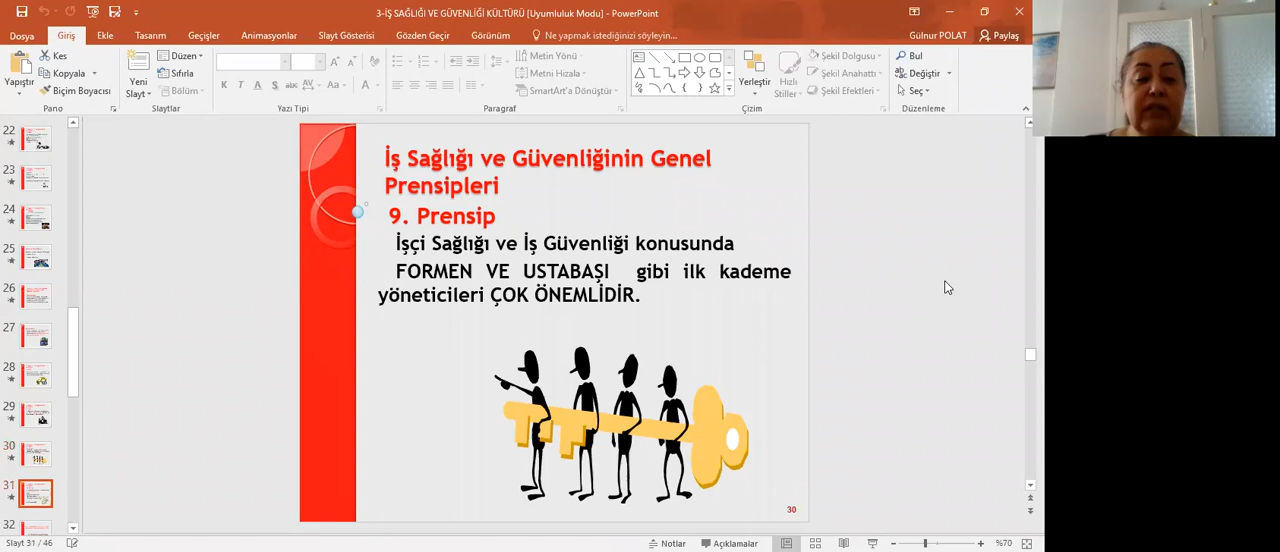 3-İŞ SAĞLIĞI VE GÜVENLİĞİ KÜLTÜRÜ [Uyumluluk Modu] - PowerPoint
Dosya Giriş Ekle Tasarım Geçişler Animasyonlar Slayt Gösterisi Gözden Geçir Görünüm Ne yapmak istediğinizi söyleyin... Gülnur POLAT Paylaş
Yapıştır
Kes
Kopyala
Biçim Boyacısı
Pano
Yeni Slayt
Düzen
Sıfırla
Bölüm
Slaytlar
K T A S abc AV Aa A
Yazı Tipi
Metin Yönü
Metni Hizala
SmartArt'a Dönüştür
Paragraf
Yerleştir
Hızlı Stiller
Şekil Dolgusu
Şekil Anahattı
Şekil Efektleri
Çizim
Bul
Değiştir
Seç
Düzenleme
22
23
24
25
26
27
28
29
30
31
32
İş Sağlığı ve Güvenliğinin Genel
Prensipleri
9. Prensip
İşçi Sağlığı ve İş Güvenliği konusunda
FORMEN VE USTABAŞI gibi ilk kademe
yöneticileri ÇOK ÖNEMLİDİR.
30
Slayt 31 / 46 Notlar Açıklamalar %70